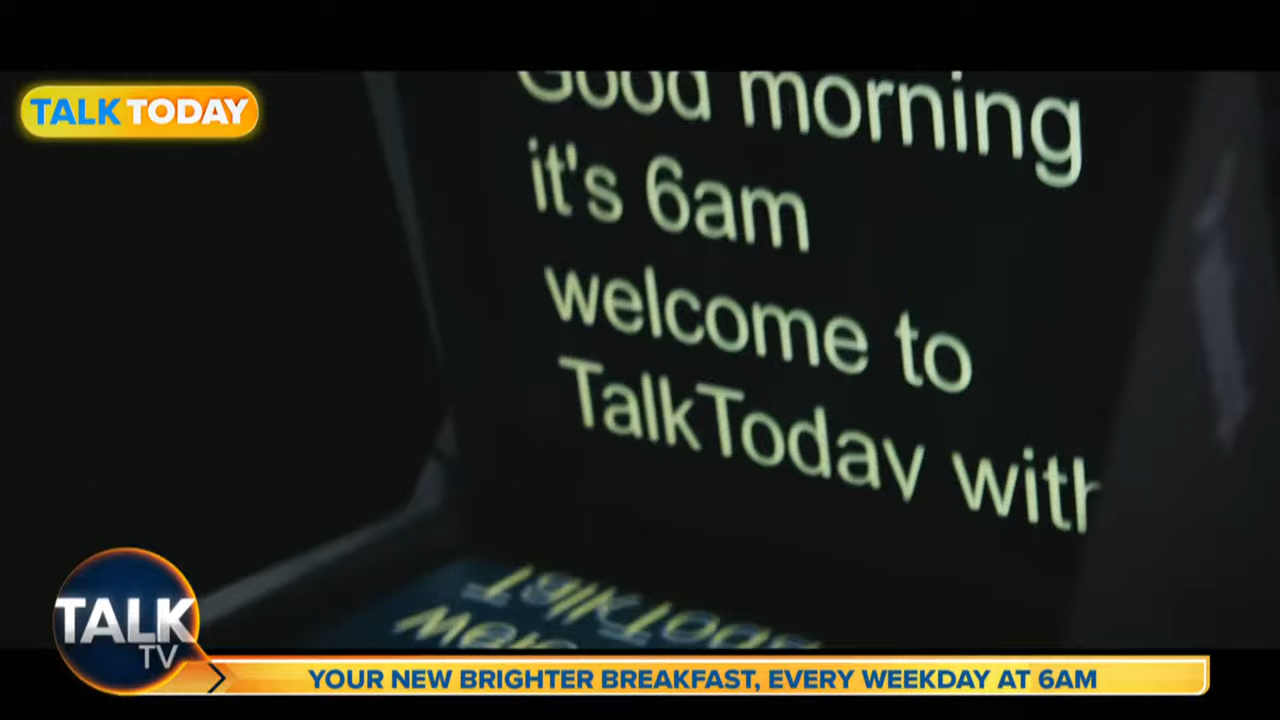 TALK TODAY
Good morning
it's 6am
welcome to
TalkToday with
TALK
TV
YOUR NEW BRIGHTER BREAKFAST, EVERY WEEKDAY AT 6AM